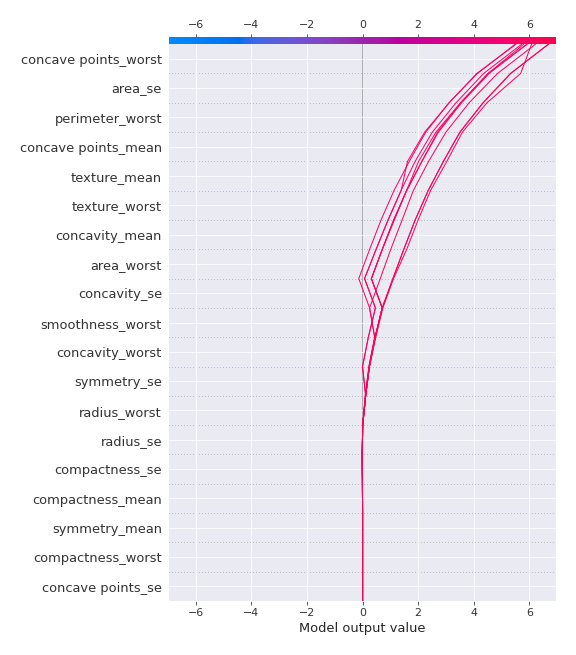 −6 −4 −2 0 2 4 6
concave points_worst
area_se
perimeter_worst
concave points_mean
texture_mean
texture_worst
concavity_mean
area_worst
concavity_se
smoothness_worst
concavity_worst
symmetry_se
radius_worst
radius_se
compactness_se
compactness_mean
symmetry_mean
compactness_worst
concave points_se
−6 −4 −2 0 2 4 6
Model output value